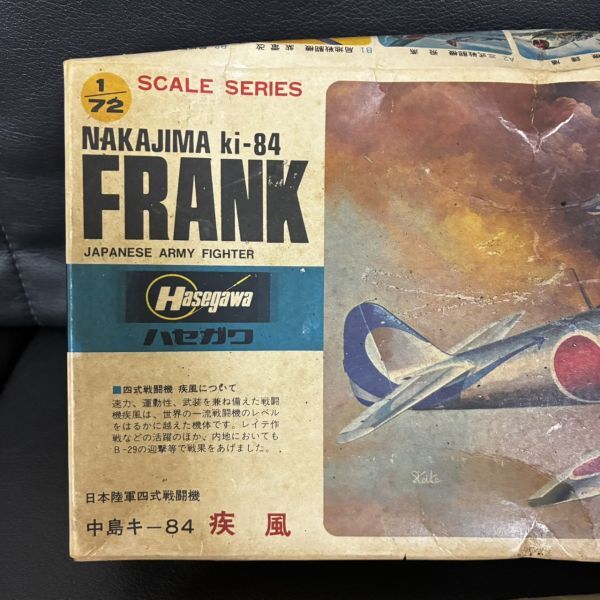 1/72 SCALE SERIES
NAKAJIMA ki-84
FRANK
JAPANESE ARMY FIGHTER
Hasegawa
ハセガワ
■四式戦闘機 疾風について
速力、運動性、武装を兼ね備えた戦闘
機疾風は、世界の一流戦闘機のレベル
をはるかに越えた機体です。レイテ作
戦などの活躍のほか、内地においても
B-29の迎撃等で戦果をあげました。
日本陸軍四式戦闘機
中島キー84 疾風